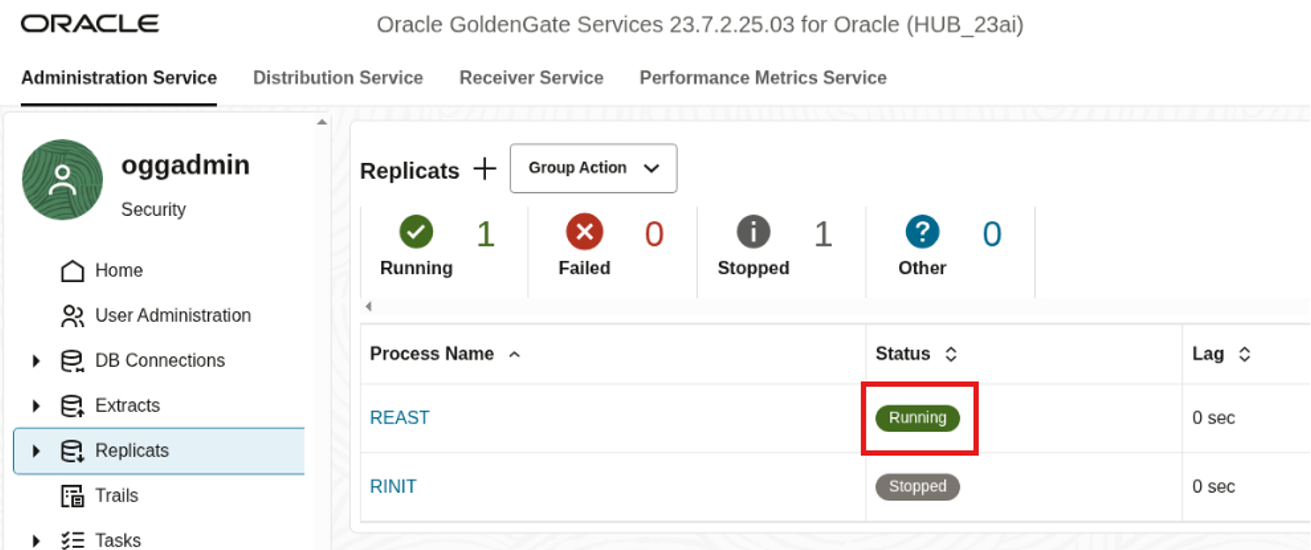 ORACLE
Oracle GoldenGate Services 23.7.2.25.03 for Oracle (HUB_23ai)
Administration Service Distribution Service Receiver Service Performance Metrics Service
oggadmin
Security
Home
User Administration
DB Connections
Extracts
Replicats
Trails
Tasks
Replicats + Group Action
1 0 1 0
Running Failed Stopped Other
Process Name Status Lag
REAST Running 0 sec
RINIT Stopped 0 sec